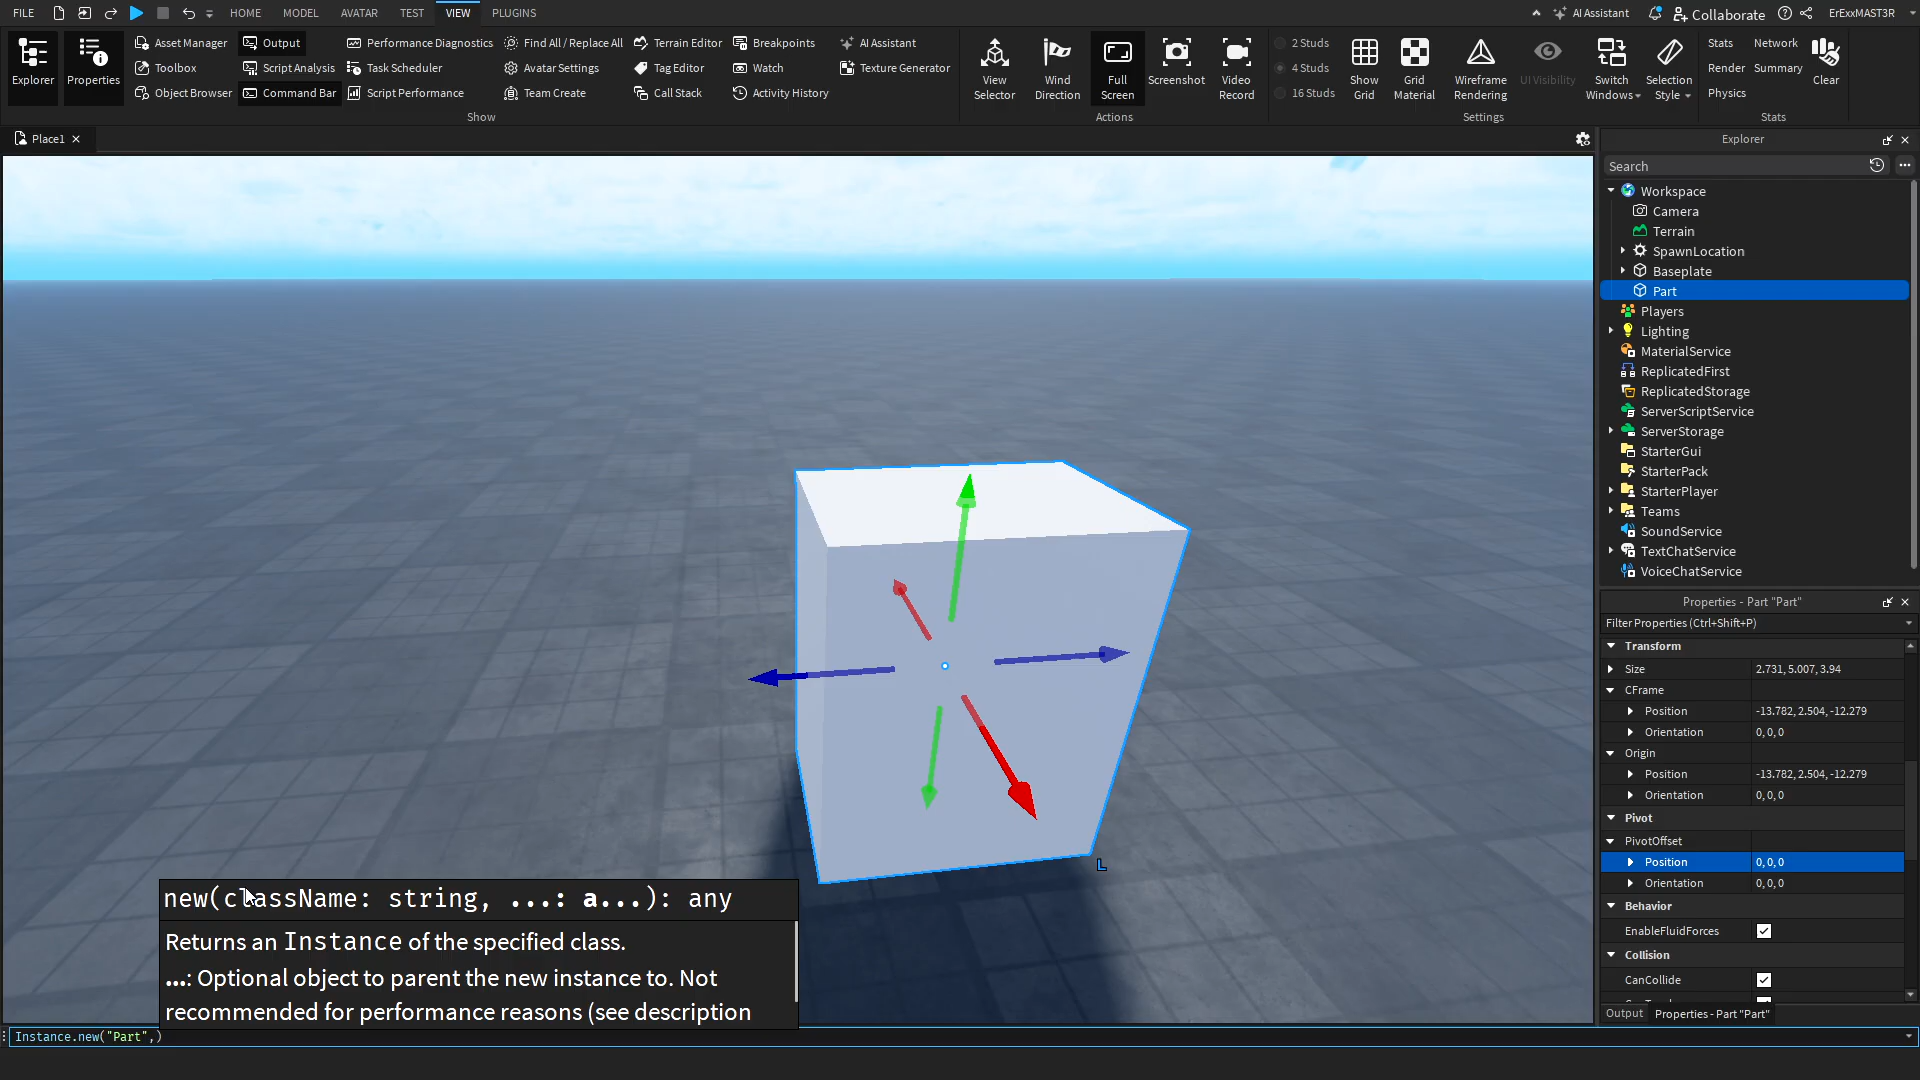 FILE HOME MODEL AVATAR TEST VIEW PLUGINS AI Assistant Collaborate ErExxMAST3R
Explorer
Properties
Asset Manager
Toolbox
Object Browser
Output
Script Analysis
Command Bar
Performance Diagnostics
Task Scheduler
Script Performance
Find All / Replace All
Avatar Settings
Team Create
Terrain Editor
Tag Editor
Call Stack
Breakpoints
Watch
Activity History
AI Assistant
Texture Generator
Show
View
Selector
Wind
Direction
Full
Screen
Screenshot
Video
Record
Actions
2 Studs
4 Studs
16 Studs
Show
Grid
Grid
Material
Wireframe
Rendering
UI Visibility
Switch
Windows
Selection
Style
Settings
Stats
Render
Physics
Network
Summary
Clear
Stats
Place1
Explorer
Search
Workspace
Camera
Terrain
SpawnLocation
Baseplate
Part
Players
Lighting
MaterialService
ReplicatedFirst
ReplicatedStorage
ServerScriptService
ServerStorage
StarterGui
StarterPack
StarterPlayer
Teams
SoundService
TextChatService
VoiceChatService
Properties - Part "Part"
Filter Properties (Ctrl+Shift+P)
Transform
Size 2.731, 5.007, 3.94
CFrame
Position -13.782, 2.504, -12.279
Orientation 0, 0, 0
Origin
Position -13.782, 2.504, -12.279
Orientation 0, 0, 0
Pivot
PivotOffset
Position 0, 0, 0
Orientation 0, 0, 0
Behavior
EnableFluidForces
Collision
CanCollide
Output Properties - Part "Part"
L
new(className: string, ...: a...): any
Returns an Instance of the specified class.
...: Optional object to parent the new instance to. Not
recommended for performance reasons (see description
Instance.new("Part",)